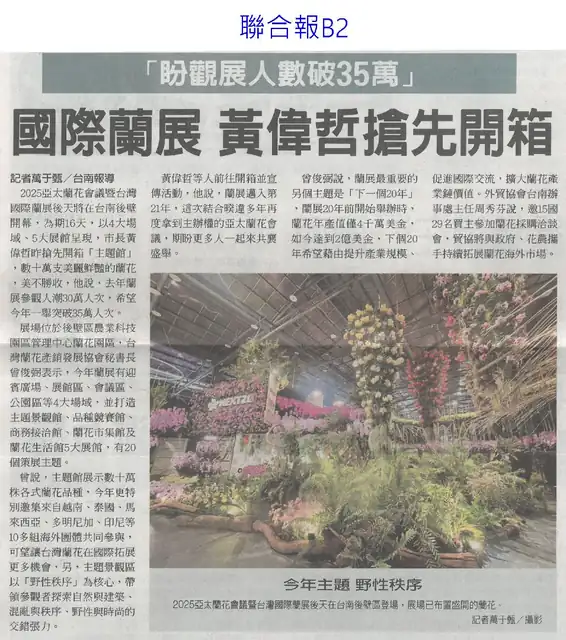 聯合報B2
「盼觀展人數破35萬」
國際蘭展 黃偉哲搶先開箱
記者萬于甄／台南報導
2025亞太蘭花會議暨台灣
國際蘭展後天將在台南後壁
開幕，為期16天，以4大場
域、5大展館呈現，市長黃
偉哲昨搶先開箱「主題館」
，數十萬支美麗鮮豔的蘭花
，美不勝收，他說，去年蘭
展參觀人潮30萬人次，希望
今年一舉突破35萬人次。
展場位於後壁區農業科技
園區管理中心蘭花園區，台
灣蘭花產銷發展協會秘書長
曾俊弼表示，今年蘭展有迎
賓廣場、展館區、會議區、
公園區等4大場域，並打造
主題景觀館、品種競賽館、
商務接洽館、蘭花市集館及
蘭花生活館5大展館，有20
個策展主題。
曾說，主題館展示數十萬
株各式蘭花品種，今年更特
別邀集來自越南、泰國、馬
來西亞、多明尼加、印尼等
10多組海外團體共同參與，
可望讓台灣蘭花在國際拓展
更多機會，另，主題景觀區
以「野性秩序」為核心，帶
領參觀者探索自然與建築、
混亂與秩序、野性與時尚的
交錯張力。
黃偉哲等人前往開箱並宣
傳活動，他說，蘭展邁入第
21年，這次結合睽違多年再
度拿到主辦權的亞太蘭花會
議，期盼更多人一起來共襄
盛舉。
曾俊弼說，蘭展最重要的
另個主題是「下一個20年」
，蘭展20年前開始舉辦時，
蘭花年產值僅4千萬美金，
如今達到2億美金，下個20
年希望藉由提升產業規模、
促進國際交流，擴大蘭花產
業鏈價值。外貿協會台南辦
事處主任周秀芬說，邀15國
29名買主參加蘭花採購洽談
會，貿協將與政府、花農攜
手持續拓展蘭花海外市場。
今年主題 野性秩序
2025亞太蘭花會議暨台灣國際蘭展後天在台南後壁區登場，展場已布置盛開的蘭花。
記者萬于甄／攝影